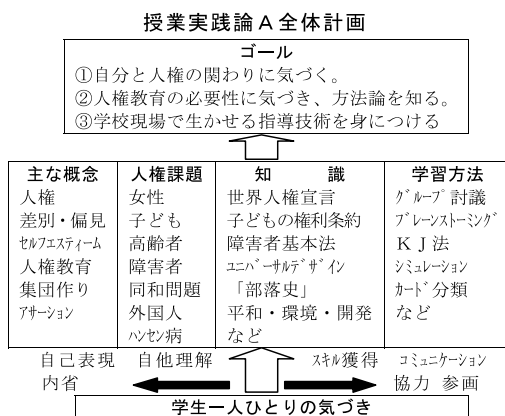 授業実践論A全体計画
ゴール
①自分と人権の関わりに気づく。
②人権教育の必要性に気づき、方法論を知る。
③学校現場で生かせる指導技術を身につける
主な概念
人権
差別・偏見
ｾﾙﾌｴｽﾃｨｰﾑ
人権教育
集団作り
ｱｻｰｼｮﾝ
人権課題
女性
子ども
高齢者
障害者
同和問題
外国人
ﾊﾝｾﾝ病
知　識
世界人権宣言
子どもの権利条約
障害者基本法
ﾕﾆﾊﾞｰｻﾙﾃﾞｻﾞｲﾝ
「部落史」
平和・環境・開発
など
学習方法
ｸﾞﾙｰﾌﾟ討議
ﾌﾞﾚｰﾝｽﾄｰﾐﾝｸﾞ
ＫＪ法
ｼﾐｭﾚｰｼｮﾝ
ｶｰﾄﾞ分類
など
自己表現　自他理解　ｽｷﾙ獲得　ｺﾐｭﾆｹｰｼｮﾝ
内省　協力 参画
学生一人ひとりの気づき